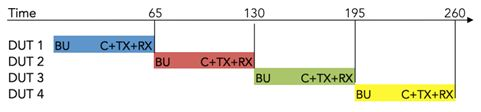 Time 65 130 195 260
DUT 1 BU C+TX+RX
DUT 2 BU C+TX+RX
DUT 3 BU C+TX+RX
DUT 4 BU C+TX+RX